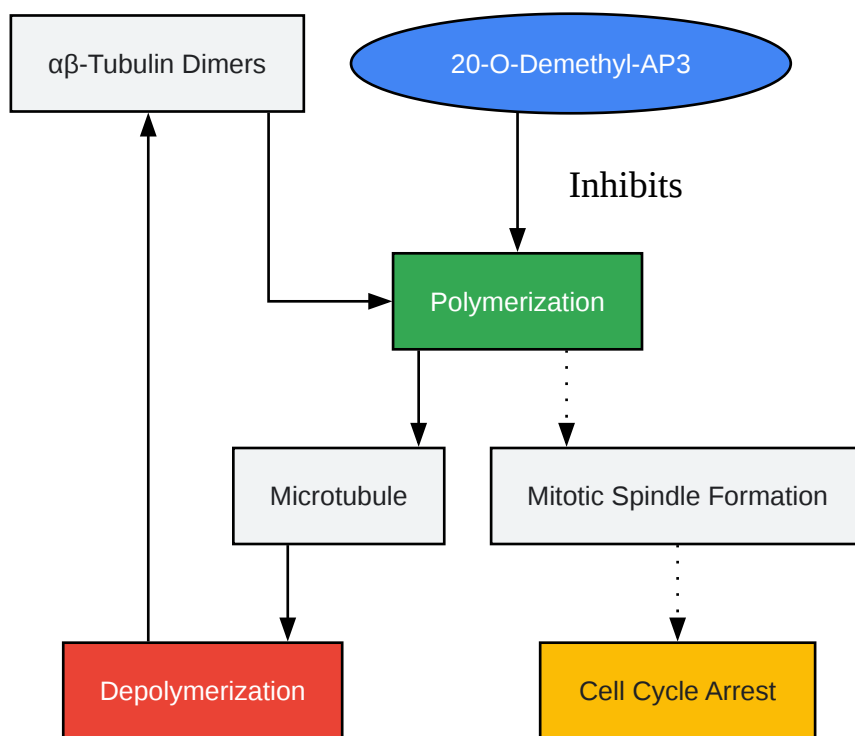 αβ-Tubulin Dimers
20-O-Demethyl-AP3
Inhibits
Polymerization
Microtubule
Mitotic Spindle Formation
Depolymerization
Cell Cycle Arrest